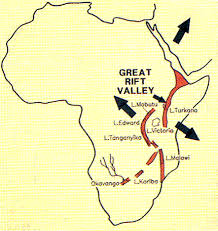 GREAT
RIFT
VALLEY
L.Mobutu
L.Turkana
L.Edward
L.Victoria
L.Tanganyika
L.Malawi
Okavango
L.Kariba